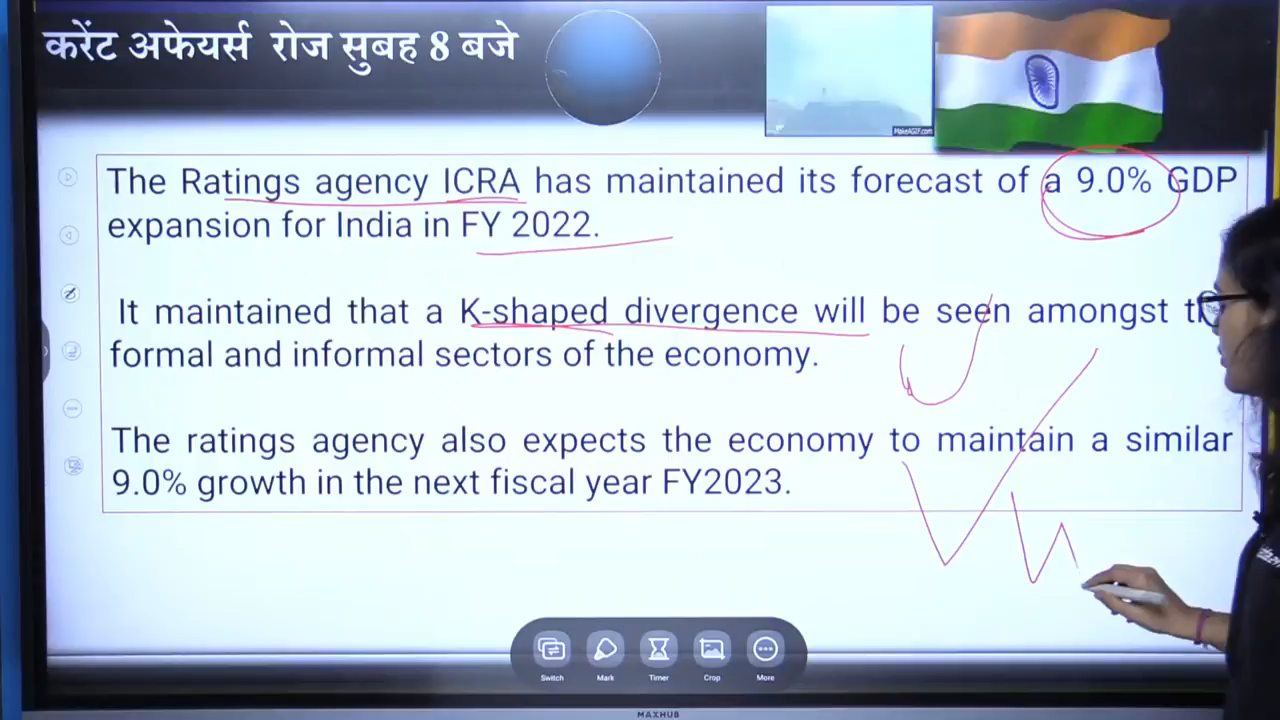 करेंट अफेयर्स रोज सुबह 8 बजे
MakeAGIF.com
The Ratings agency ICRA has maintained its forecast of a 9.0% GDP
expansion for India in FY 2022.
It maintained that a K-shaped divergence will be seen amongst
formal and informal sectors of the economy.
The ratings agency also expects the economy to maintain a similar
9.0% growth in the next fiscal year FY2023.
Switch Mark Timer Crop More
MAXHUB